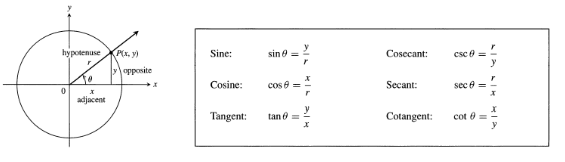 y
hypotenuse
P(x, y)
r
y
opposite
θ
0
x
x
adjacent
Sine: sin θ = y/r Cosecant: csc θ = r/y
Cosine: cos θ = x/r Secant: sec θ = r/x
Tangent: tan θ = y/x Cotangent: cot θ = x/y